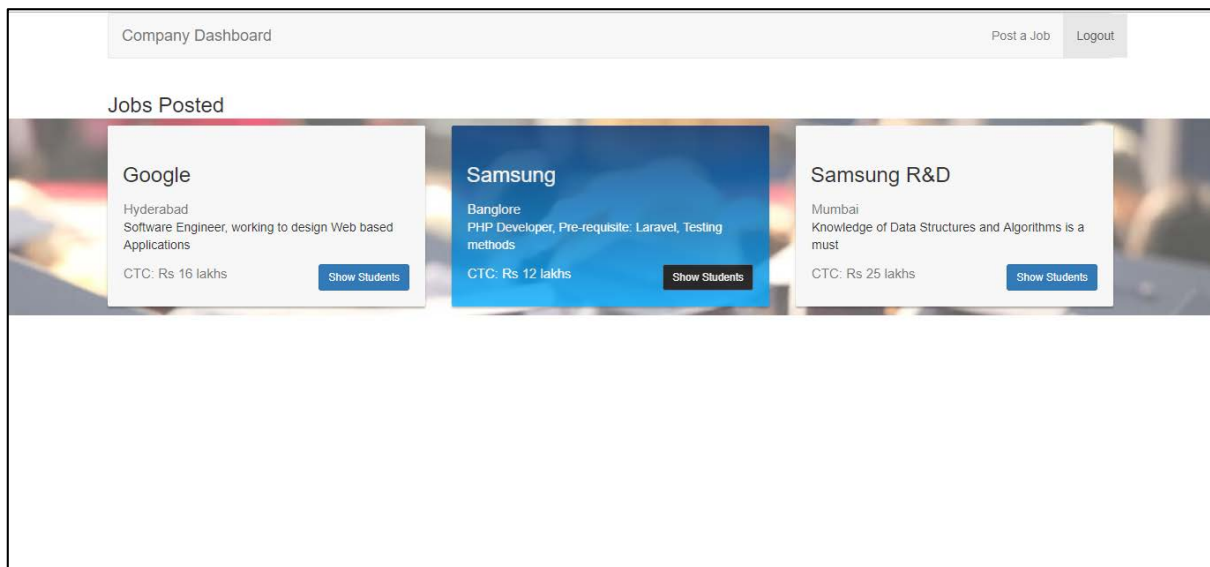 Company Dashboard
Post a Job
Logout
Jobs Posted
Google
Hyderabad
Software Engineer, working to design Web based
Applications
CTC: Rs 16 lakhs
Show Students
Samsung
Banglore
PHP Developer, Pre-requisite: Laravel, Testing
methods
CTC: Rs 12 lakhs
Show Students
Samsung R&D
Mumbai
Knowledge of Data Structures and Algorithms is a
must
CTC: Rs 25 lakhs
Show Students